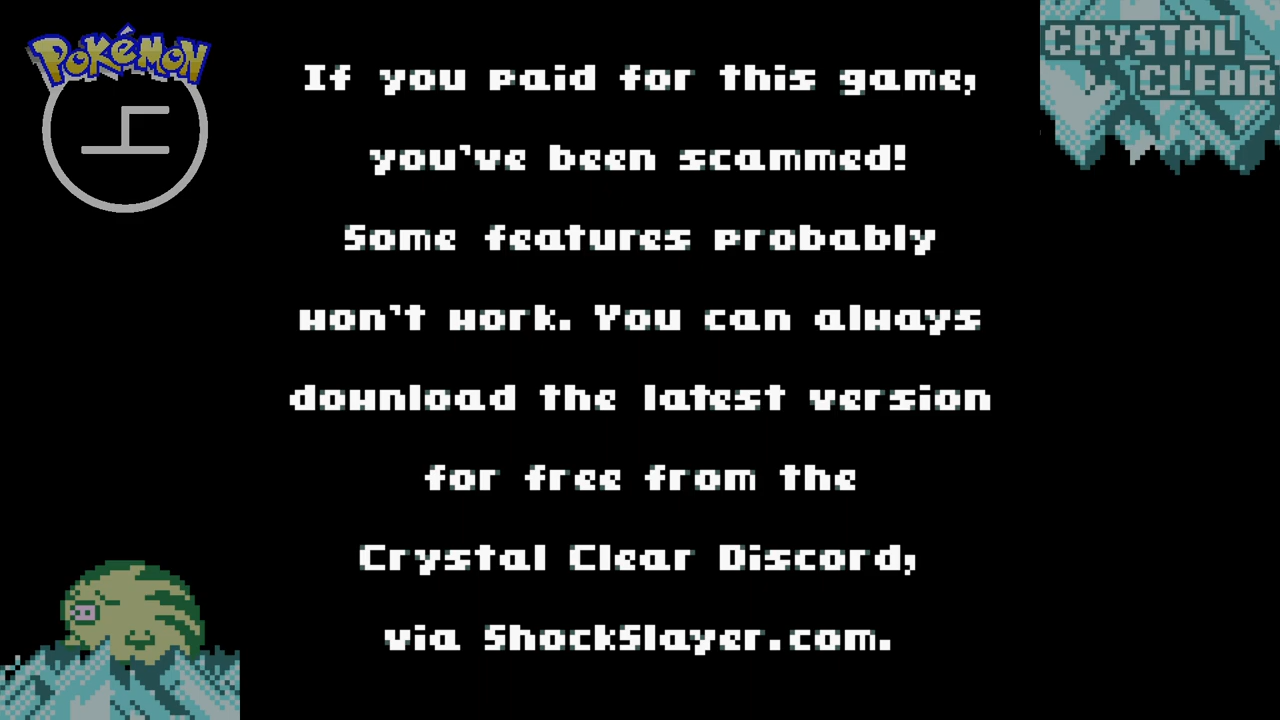 POKéMON
CRYSTAL
CLEAR
If you paid for this game,
you've been scammed!
Some features probably
won't work. You can always
download the latest version
for free from the
Crystal Clear Discord,
via ShockSlayer.com.